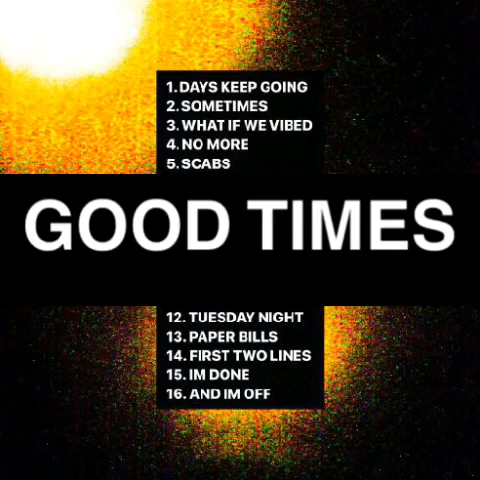 1. DAYS KEEP GOING
2. SOMETIMES
3. WHAT IF WE VIBED
4. NO MORE
5. SCABS
GOOD TIMES
12. TUESDAY NIGHT
13. PAPER BILLS
14. FIRST TWO LINES
15. IM DONE
16. AND IM OFF